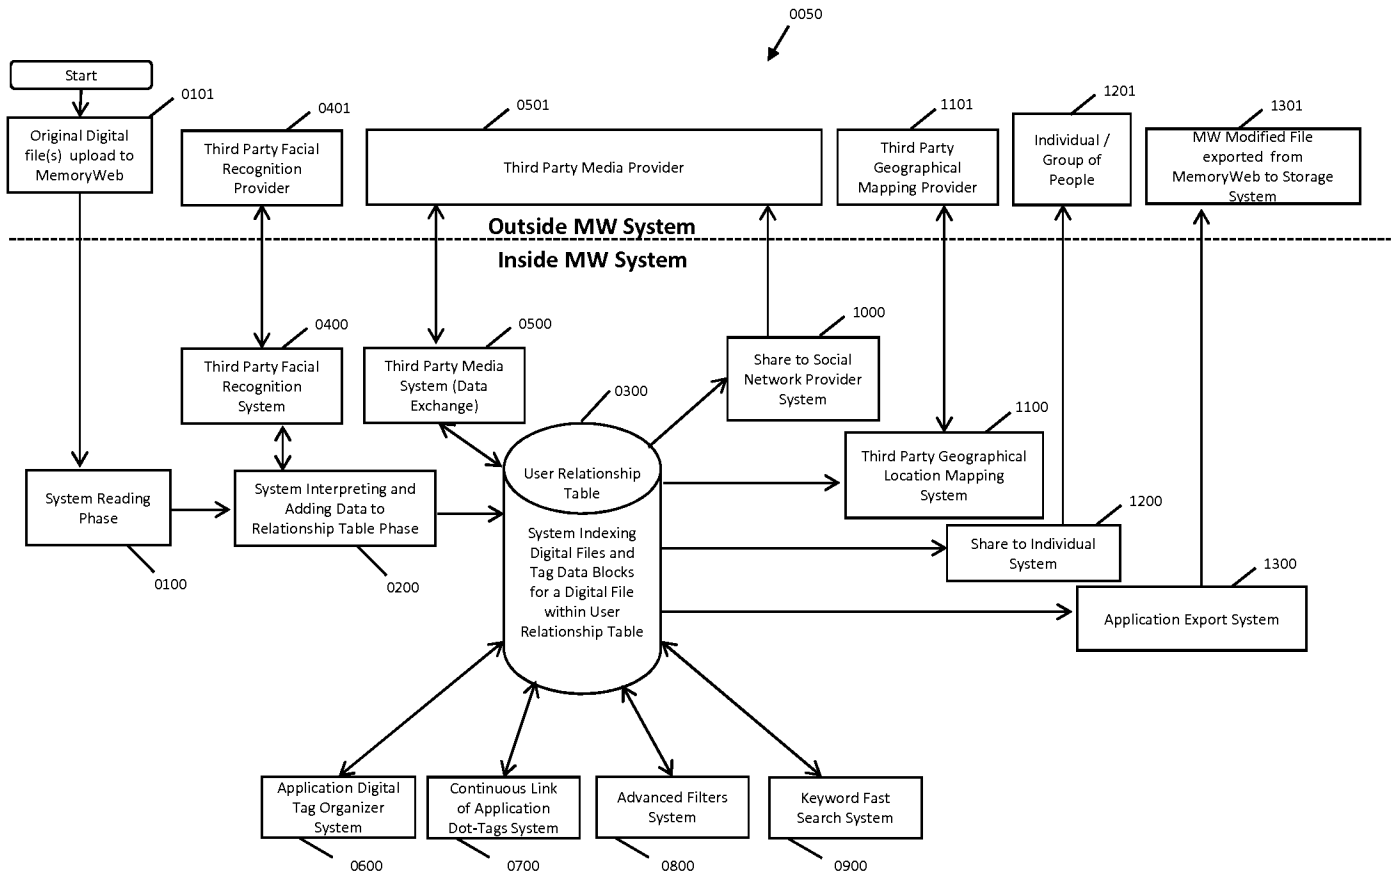 0050
Start
0101
0401
0501
1101
1201
1301
Original Digital
file(s) upload to
MemoryWeb
Third Party Facial
Recognition
Provider
Third Party Media Provider
Third Party
Geographical
Mapping Provider
Individual /
Group of
People
MW Modified File
exported from
MemoryWeb to Storage
System
Outside MW System
Inside MW System
0400
0500
1000
Third Party Facial
Recognition
System
Third Party Media
System (Data
Exchange)
Share to Social
Network Provider
System
0300
1100
User Relationship
Table
Third Party Geographical
Location Mapping
System
System Reading
Phase
System Interpreting and
Adding Data to
Relationship Table Phase
0100
0200
System Indexing
Digital Files and
Tag Data Blocks
for a Digital File
within User
Relationship Table
1200
Share to Individual
System
1300
Application Export System
Application Digital
Tag Organizer
System
Continuous Link
of Application
Dot-Tags System
Advanced Filters
System
Keyword Fast
Search System
0600
0700
0800
0900